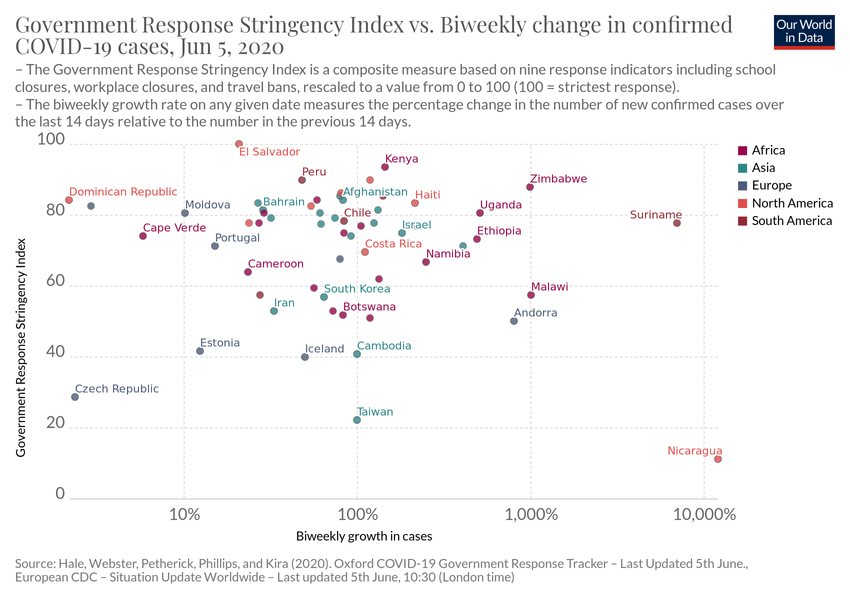 Government Response Stringency Index vs. Biweekly change in confirmed
COVID-19 cases, Jun 5, 2020
Our World
in Data
– The Government Response Stringency Index is a composite measure based on nine response indicators including school
closures, workplace closures, and travel bans, rescaled to a value from 0 to 100 (100 = strictest response).
– The biweekly growth rate on any given date measures the percentage change in the number of new confirmed cases over
the last 14 days relative to the number in the previous 14 days.
100
80
60
40
20
0
Government Response Stringency Index
El Salvador
Kenya
Peru
Zimbabwe
Dominican Republic
Afghanistan
Haiti
Moldova
Bahrain
Uganda
Chile
Suriname
Cape Verde
Israel
Ethiopia
Portugal
Costa Rica
Namibia
Cameroon
South Korea
Malawi
Iran
Botswana
Andorra
Estonia
Iceland
Cambodia
Czech Republic
Taiwan
Nicaragua
10%
100%
1,000%
10,000%
Biweekly growth in cases
Africa
Asia
Europe
North America
South America
Source: Hale, Webster, Petherick, Phillips, and Kira (2020). Oxford COVID-19 Government Response Tracker – Last Updated 5th June.,
European CDC – Situation Update Worldwide – Last updated 5th June, 10:30 (London time)